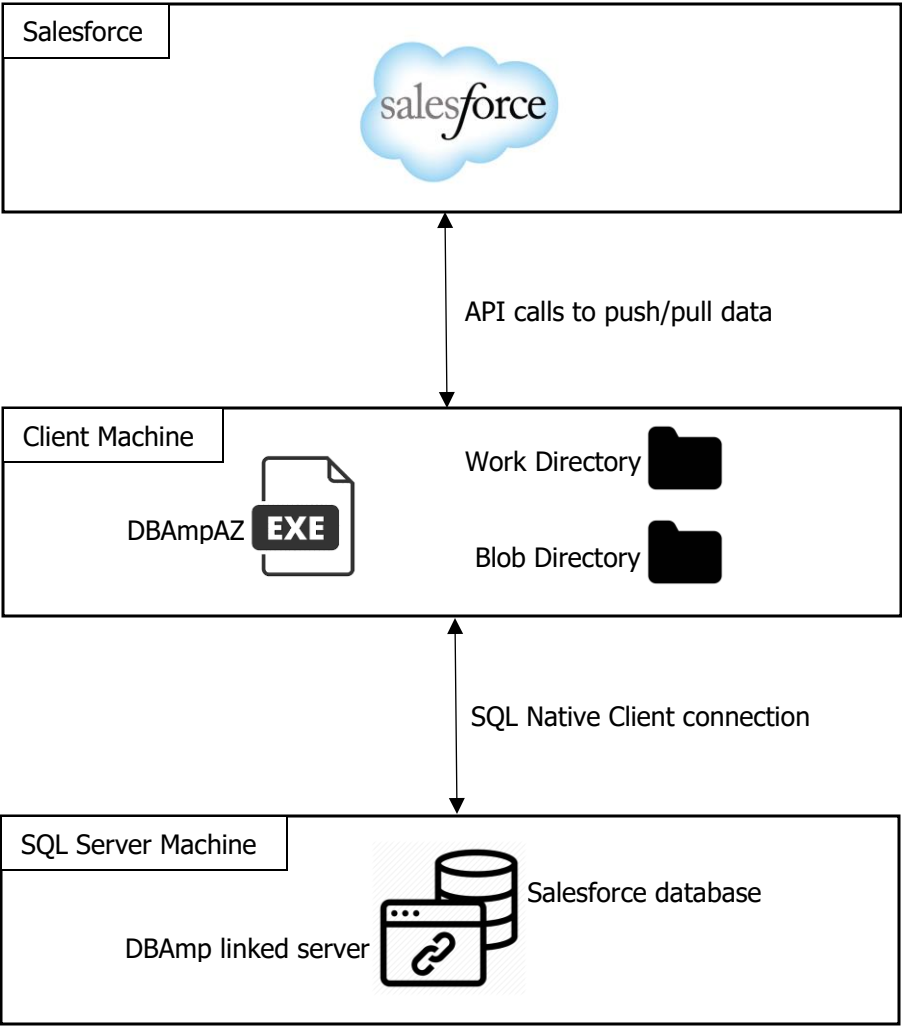 Salesforce
salesforce
API calls to push/pull data
Client Machine
Work Directory
DBAmpAZ
EXE
Blob Directory
SQL Native Client connection
SQL Server Machine
Salesforce database
DBAmp linked server